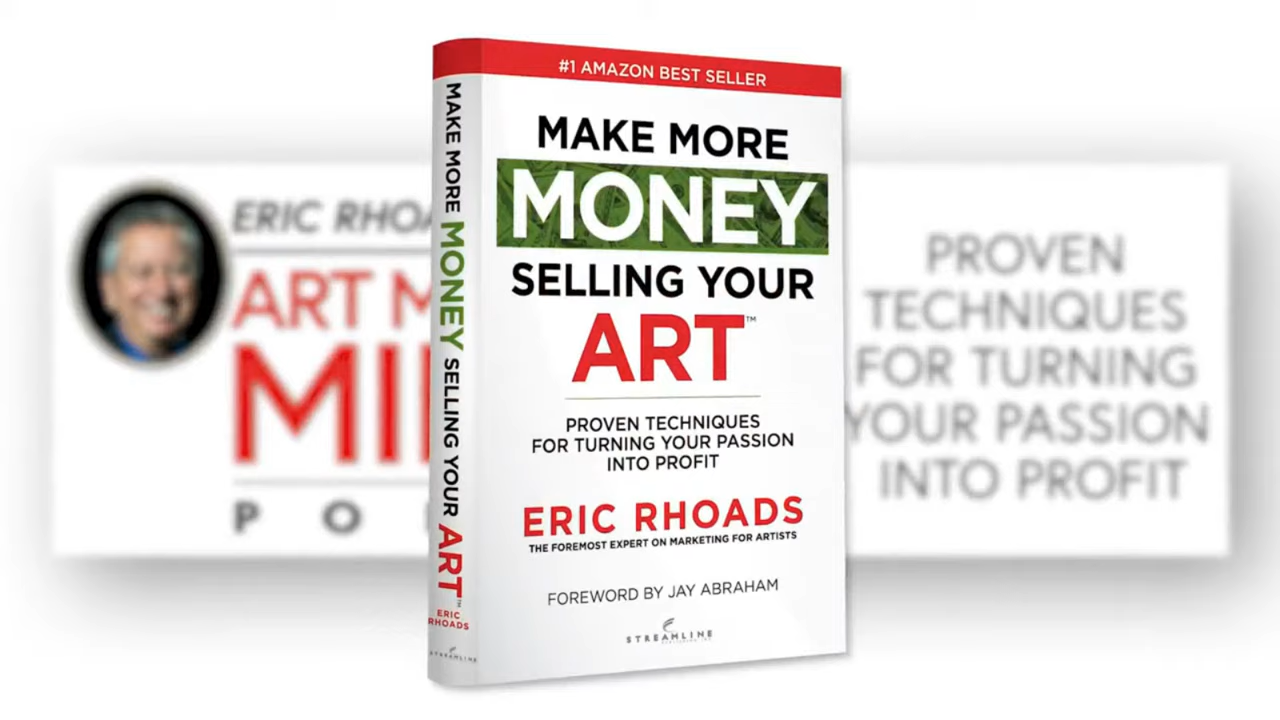 #1 AMAZON BEST SELLER
MAKE MORE
MONEY
SELLING YOUR
ART™
PROVEN TECHNIQUES
FOR TURNING YOUR PASSION
INTO PROFIT
ERIC RHOADS
THE FOREMOST EXPERT ON MARKETING FOR ARTISTS
FOREWORD BY JAY ABRAHAM
STREAMLINE
MAKE MORE MONEY SELLING YOUR ART™
ERIC
RHOADS
STREAMLINE
ERIC RHOA
ART M
MI
PO
PROVEN
TECHNIQUES
FOR TURNING
YOUR PASSION
INTO PROFIT